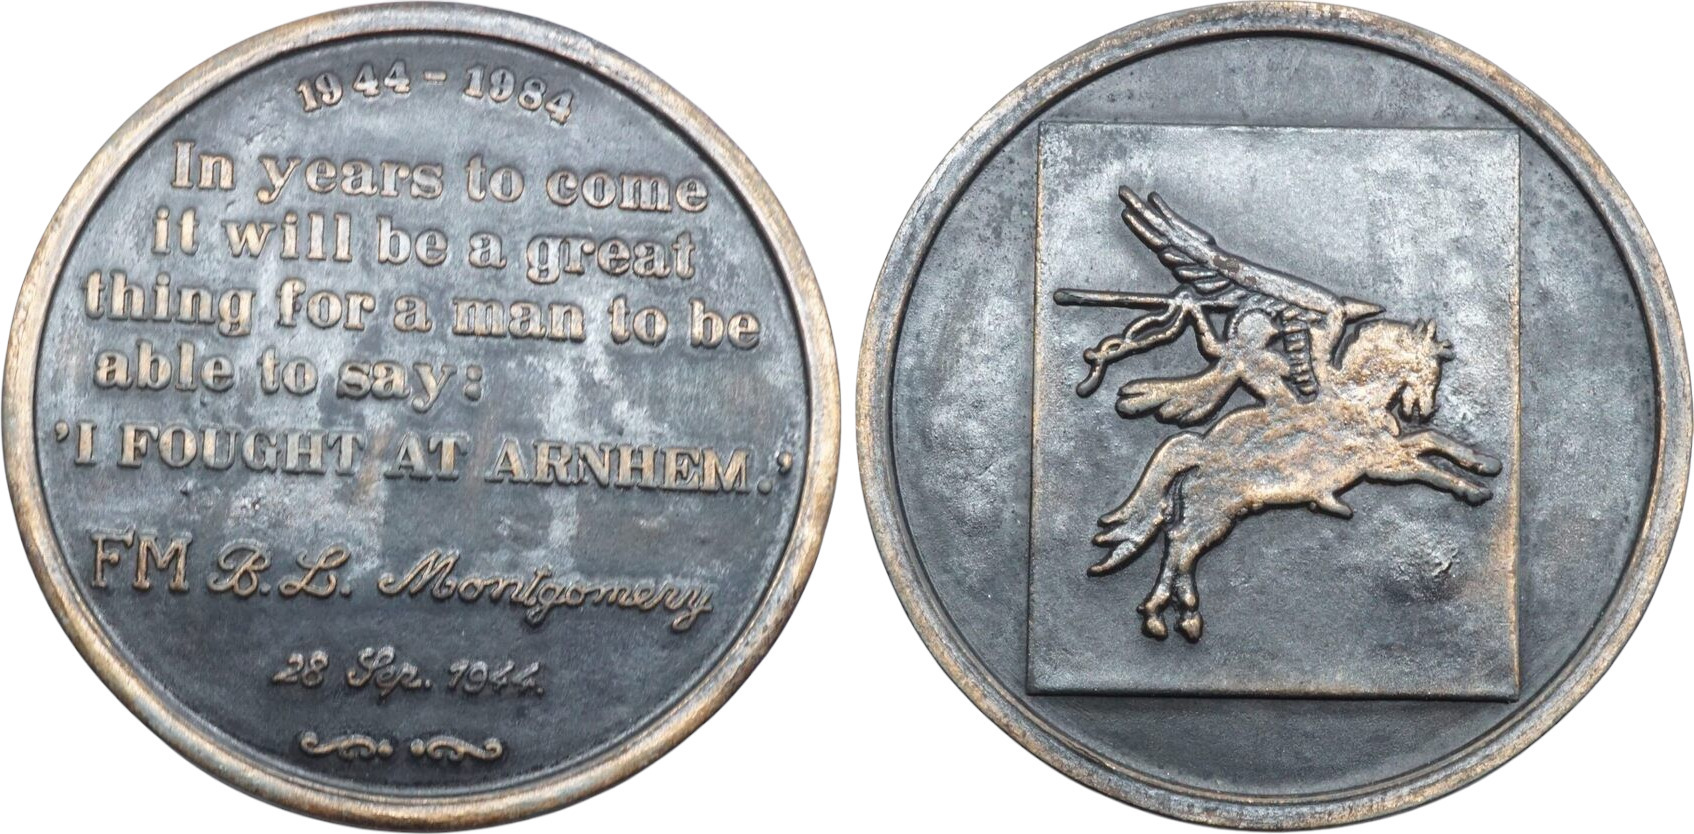 1944 - 1984
In years to come
it will be a great
thing for a man to be
able to say:
'I FOUGHT AT ARNHEM.'
FM B. L. Montgomery
28 Sep. 1944.